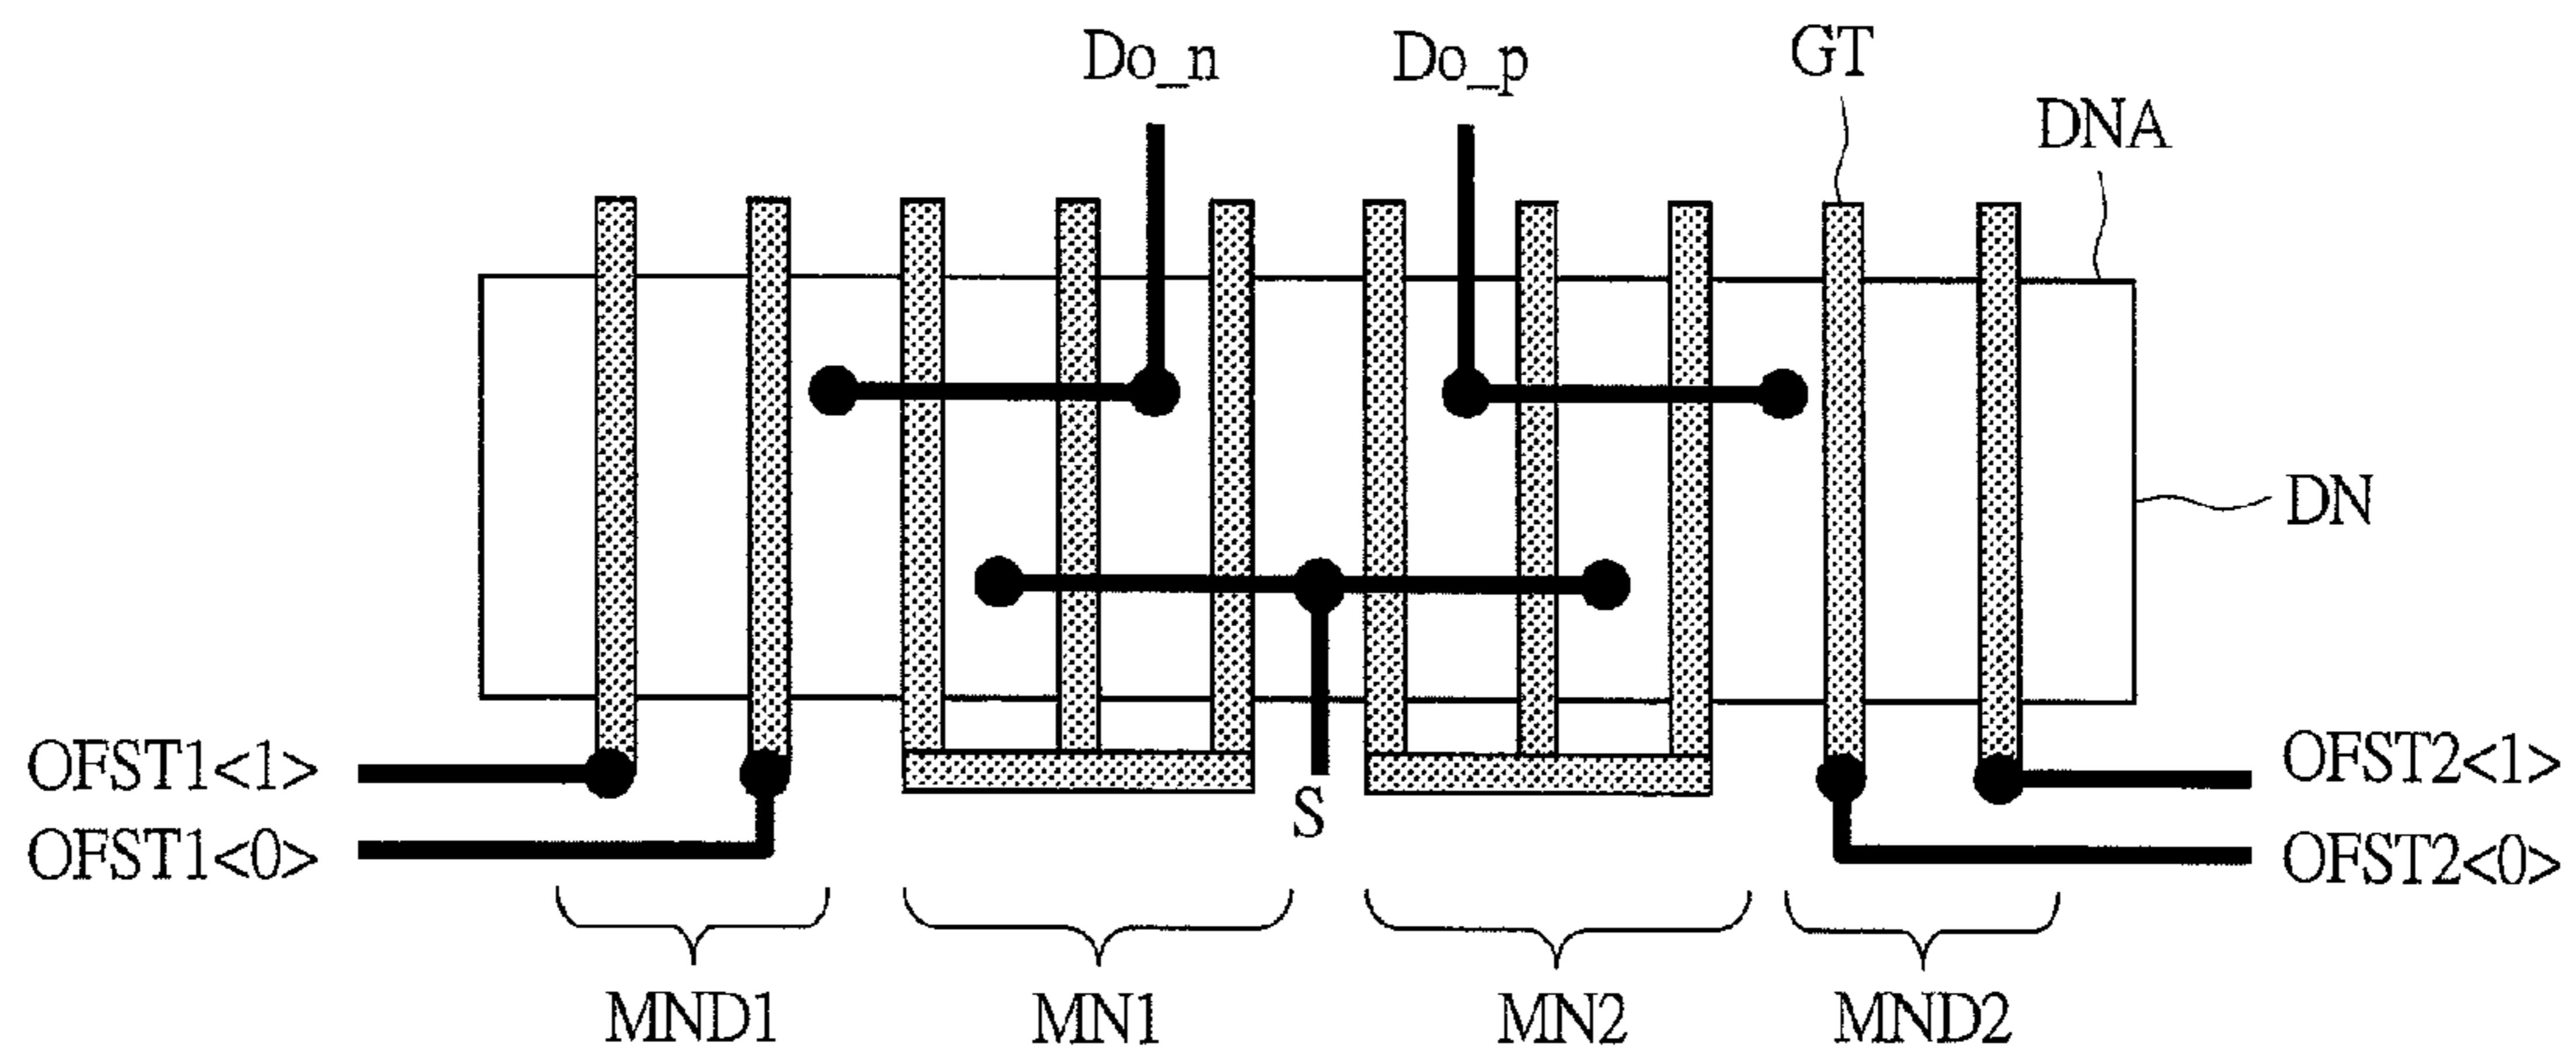 Do_n
Do_p
GT
DNA
DN
OFST1<1>
OFST2<1>
S
OFST1<0>
OFST2<0>
MND1
MN1
MN2
MND2